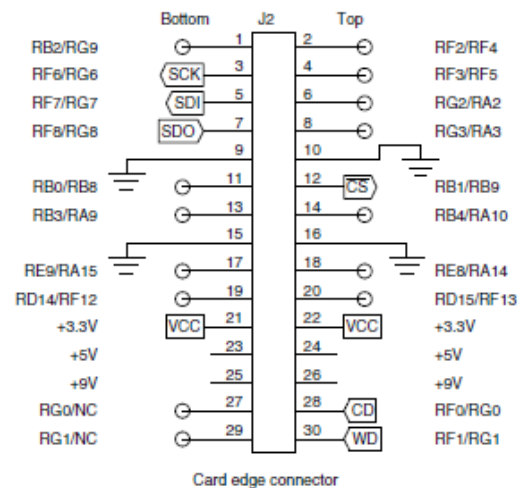 Bottom J2 Top
RB2/RG9 1 2 RF2/RF4
RF6/RG6 SCK 3 4 RF3/RF5
RF7/RG7 SDI 5 6 RG2/RA2
RF8/RG8 SDO 7 8 RG3/RA3
9 10
RB0/RB8 11 12 CS RB1/RB9
RB3/RA9 13 14 RB4/RA10
15 16
RE9/RA15 17 18 RE8/RA14
RD14/RF12 19 20 RD15/RF13
+3.3V VCC 21 22 VCC +3.3V
+5V 23 24 +5V
+9V 25 26 +9V
RG0/NC 27 28 CD RF0/RG0
RG1/NC 29 30 WD RF1/RG1
Card edge connector